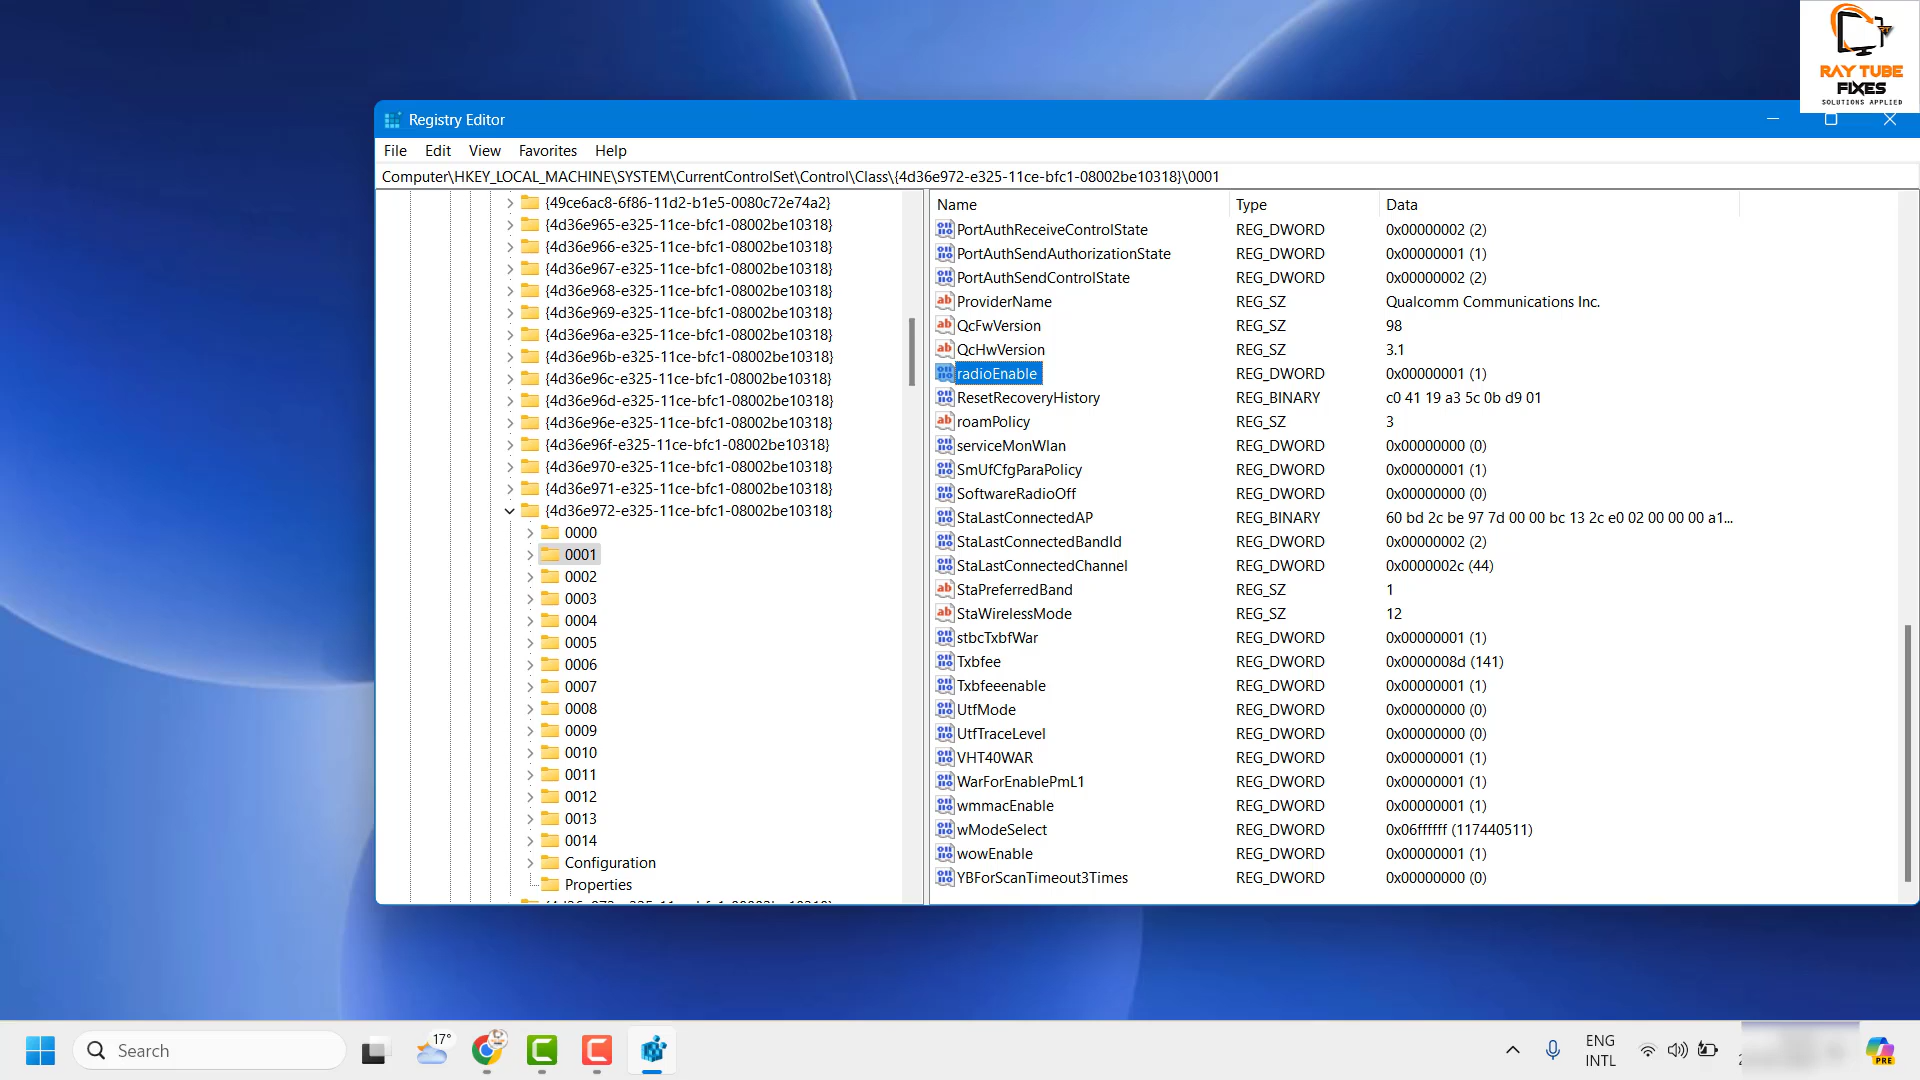 RAY TUBE
FIXES
SOLUTIONS APPLIED
Registry Editor
File Edit View Favorites Help
Computer\HKEY_LOCAL_MACHINE\SYSTEM\CurrentControlSet\Control\Class\{4d36e972-e325-11ce-bfc1-08002be10318}\0001
{49ce6ac8-6f86-11d2-b1e5-0080c72e74a2}
{4d36e965-e325-11ce-bfc1-08002be10318}
{4d36e966-e325-11ce-bfc1-08002be10318}
{4d36e967-e325-11ce-bfc1-08002be10318}
{4d36e968-e325-11ce-bfc1-08002be10318}
{4d36e969-e325-11ce-bfc1-08002be10318}
{4d36e96a-e325-11ce-bfc1-08002be10318}
{4d36e96b-e325-11ce-bfc1-08002be10318}
{4d36e96c-e325-11ce-bfc1-08002be10318}
{4d36e96d-e325-11ce-bfc1-08002be10318}
{4d36e96e-e325-11ce-bfc1-08002be10318}
{4d36e96f-e325-11ce-bfc1-08002be10318}
{4d36e970-e325-11ce-bfc1-08002be10318}
{4d36e971-e325-11ce-bfc1-08002be10318}
{4d36e972-e325-11ce-bfc1-08002be10318}
0000
0001
0002
0003
0004
0005
0006
0007
0008
0009
0010
0011
0012
0013
0014
Configuration
Properties
Name Type Data
PortAuthReceiveControlState REG_DWORD 0x00000002 (2)
PortAuthSendAuthorizationState REG_DWORD 0x00000001 (1)
PortAuthSendControlState REG_DWORD 0x00000002 (2)
ProviderName REG_SZ Qualcomm Communications Inc.
QcFwVersion REG_SZ 98
QcHwVersion REG_SZ 3.1
radioEnable REG_DWORD 0x00000001 (1)
ResetRecoveryHistory REG_BINARY c0 41 19 a3 5c 0b d9 01
roamPolicy REG_SZ 3
serviceMonWlan REG_DWORD 0x00000000 (0)
SmUfCfgParaPolicy REG_DWORD 0x00000001 (1)
SoftwareRadioOff REG_DWORD 0x00000000 (0)
StaLastConnectedAP REG_BINARY 60 bd 2c be 97 7d 00 00 bc 13 2c e0 02 00 00 00 a1...
StaLastConnectedBandId REG_DWORD 0x00000002 (2)
StaLastConnectedChannel REG_DWORD 0x0000002c (44)
StaPreferredBand REG_SZ 1
StaWirelessMode REG_SZ 12
stbcTxbfWar REG_DWORD 0x00000001 (1)
Txbfee REG_DWORD 0x0000008d (141)
Txbfeeenable REG_DWORD 0x00000001 (1)
UtfMode REG_DWORD 0x00000000 (0)
UtfTraceLevel REG_DWORD 0x00000000 (0)
VHT40WAR REG_DWORD 0x00000001 (1)
WarForEnablePmL1 REG_DWORD 0x00000001 (1)
wmmacEnable REG_DWORD 0x00000001 (1)
wModeSelect REG_DWORD 0x06ffffff (117440511)
wowEnable REG_DWORD 0x00000001 (1)
YBForScanTimeout3Times REG_DWORD 0x00000000 (0)
Search
17°
ENG
INTL
PRE